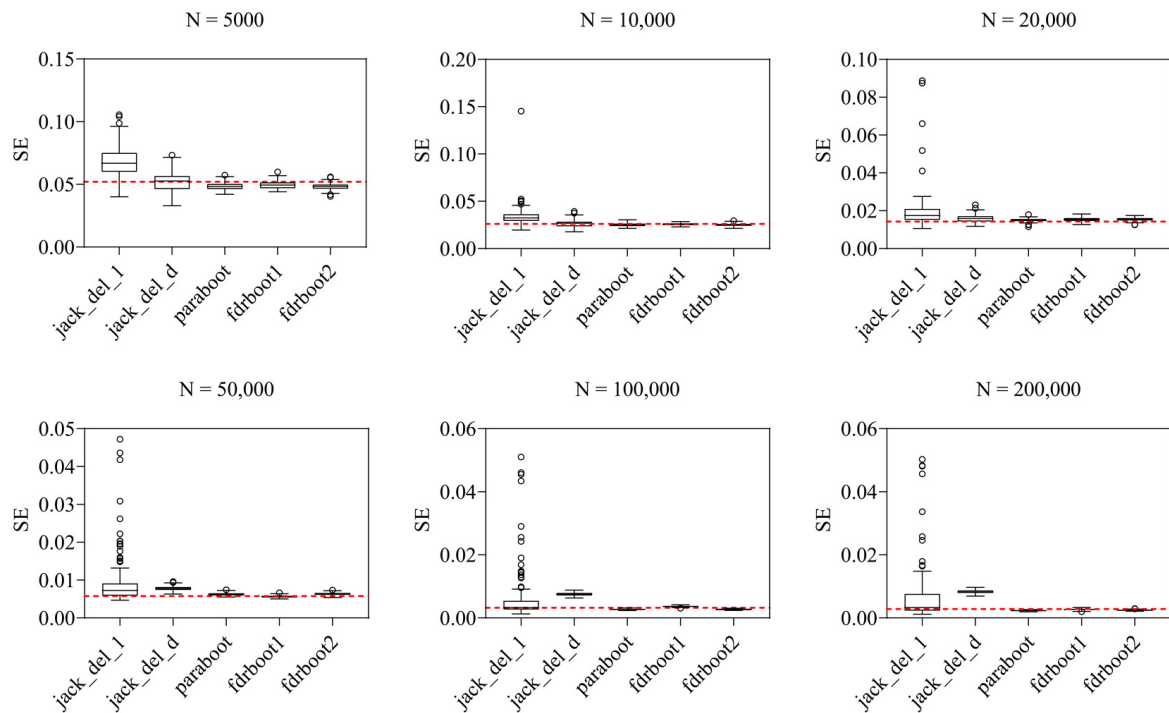 N = 5000
N = 10,000
N = 20,000
SE
0.15
0.10
0.05
0.00
jack_del_1
jack_del_d
paraboot
fdrboot1
fdrboot2
SE
0.20
0.15
0.10
0.05
0.00
jack_del_1
jack_del_d
paraboot
fdrboot1
fdrboot2
SE
0.10
0.08
0.06
0.04
0.02
0.00
jack_del_1
jack_del_d
paraboot
fdrboot1
fdrboot2
N = 50,000
N = 100,000
N = 200,000
SE
0.05
0.04
0.03
0.02
0.01
0.00
jack_del_1
jack_del_d
paraboot
fdrboot1
fdrboot2
SE
0.06
0.04
0.02
0.00
jack_del_1
jack_del_d
paraboot
fdrboot1
fdrboot2
SE
0.06
0.04
0.02
0.00
jack_del_1
jack_del_d
paraboot
fdrboot1
fdrboot2